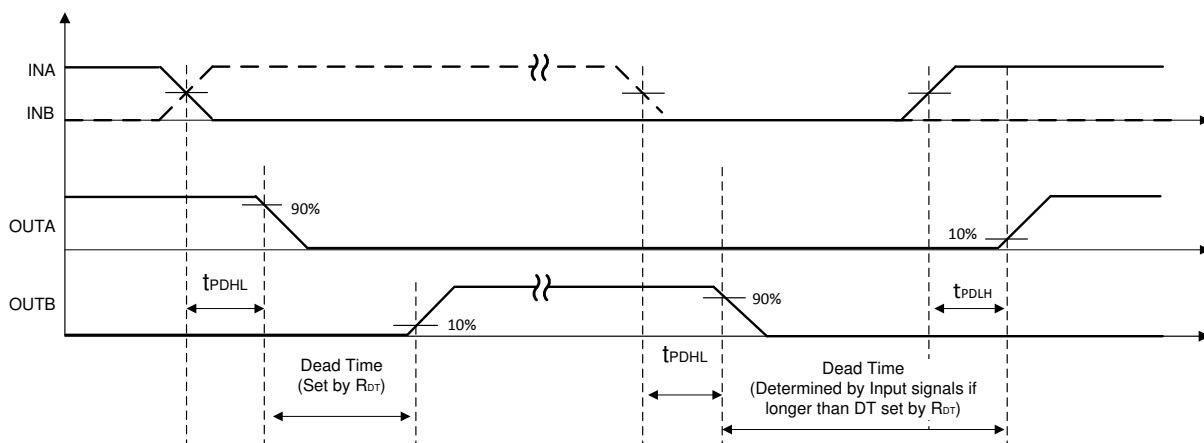 INA
INB
OUTA
90%
10%
tPDHL
tPDLH
OUTB
90%
10%
tPDHL
Dead Time
(Set by RDT)
Dead Time
(Determined by Input signals if
longer than DT set by RDT)